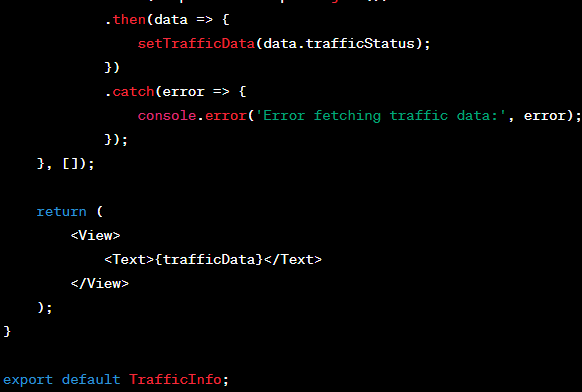 .then(data => {
setTrafficData(data.trafficStatus);
})
.catch(error => {
console.error('Error fetching traffic data:', error);
});
}, []);
return (
<View>
<Text>{trafficData}</Text>
</View>
);
}
export default TrafficInfo;